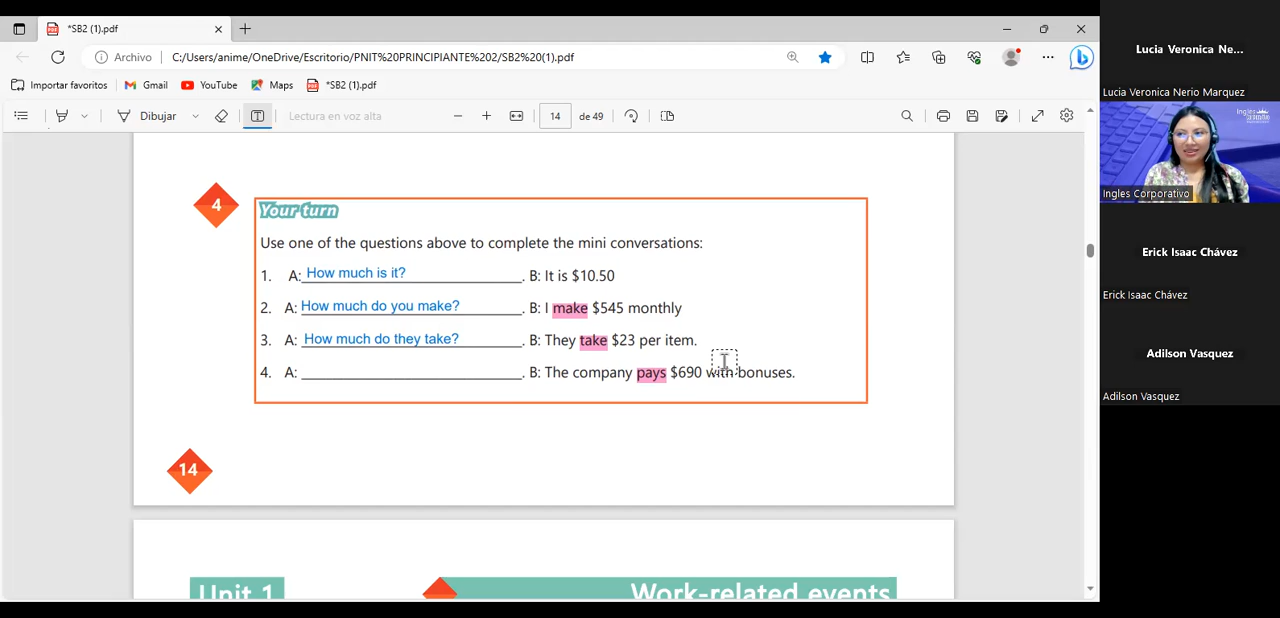 *SB2 (1).pdf
Archivo | C:/Users/anime/OneDrive/Escritorio/PNIT%20PRINCIPIANTE%202/SB2%20(1).pdf
Importar favoritos Gmail YouTube Maps *SB2 (1).pdf
Dibujar Lectura en voz alta 14 de 49
4
Your turn
Use one of the questions above to complete the mini conversations:
1. A: How much is it? . B: It is $10.50
2. A: How much do you make? . B: I make $545 monthly
3. A: How much do they take? . B: They take $23 per item.
4. A: ______________________. B: The company pays $690 with bonuses.
14
Unit 1
Work-related events
Lucia Veronica Ne...
Lucia Veronica Nerio Marquez
Ingles
Ingles Corporativo
Erick Isaac Chávez
Erick Isaac Chávez
Adilson Vasquez
Adilson Vasquez